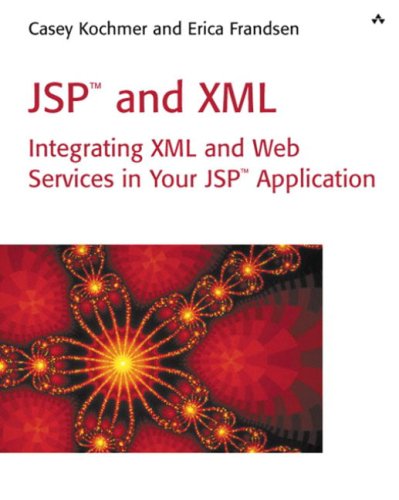 Casey Kochmer and Erica Frandsen
JSP™ and XML
Integrating XML and Web
Services in Your JSP™ Application